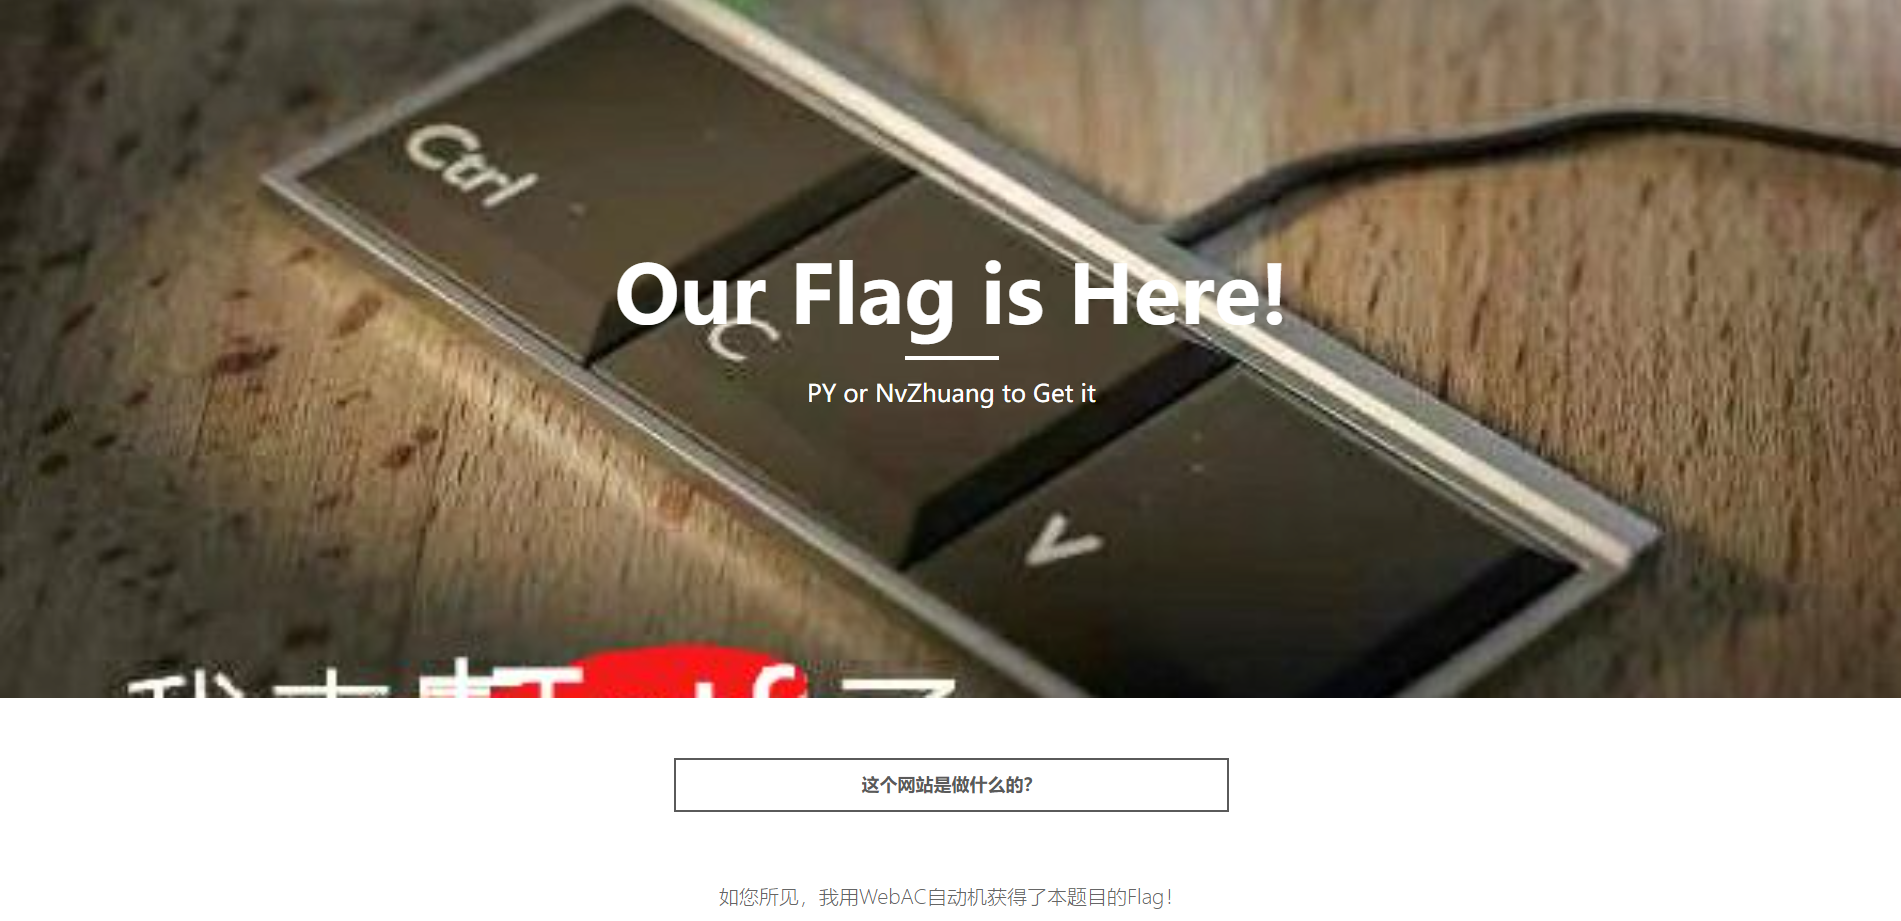 Ctrl
Our Flag is Here!
C
PY or NvZhuang to Get it
V
这个网站是做什么的?
如您所见，我用WebAC自动机获得了本题目的Flag！